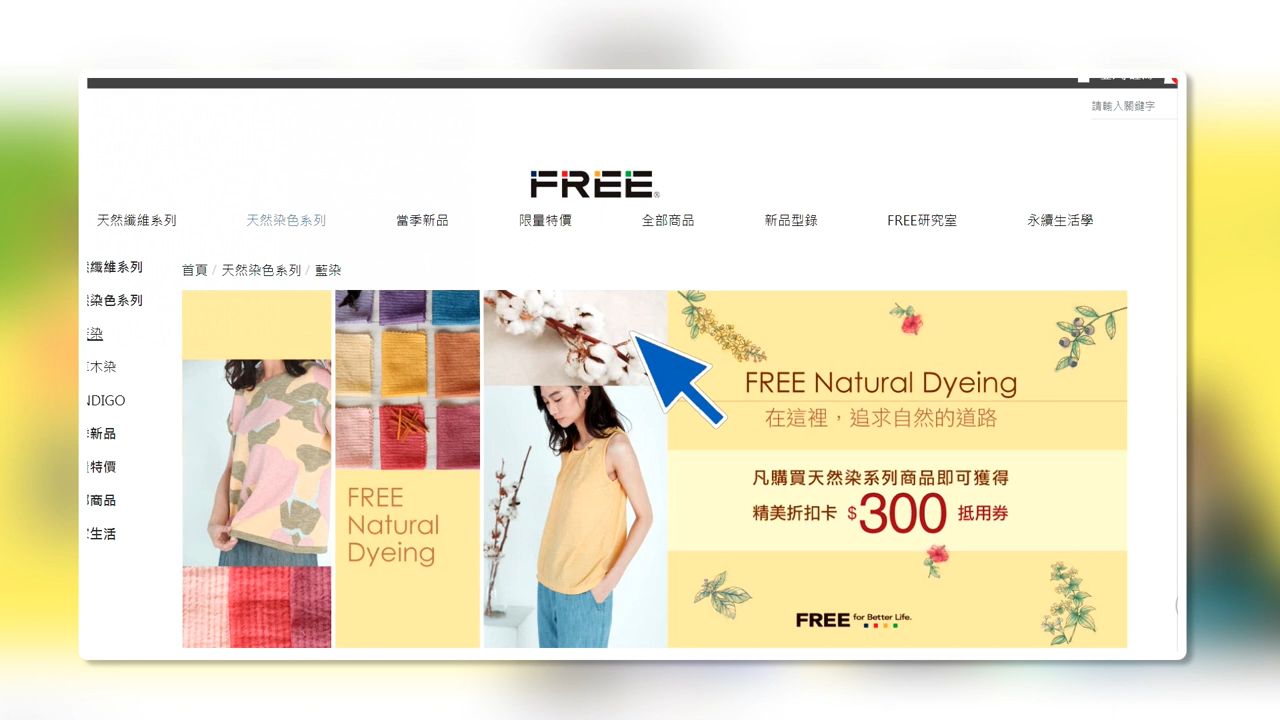 請輸入關鍵字
FREE®
天然纖維系列 天然染色系列 當季新品 限量特價 全部商品 新品型錄 FREE研究室 永續生活學
纖維系列
染色系列
染
木染
NDIGO
新品
特價
商品
生活
首頁 / 天然染色系列 / 藍染
FREE
Natural
Dyeing
FREE Natural Dyeing
在這裡，追求自然的道路
凡購買天然染系列商品即可獲得
精美折扣卡 $300 抵用券
FREE for Better Life.